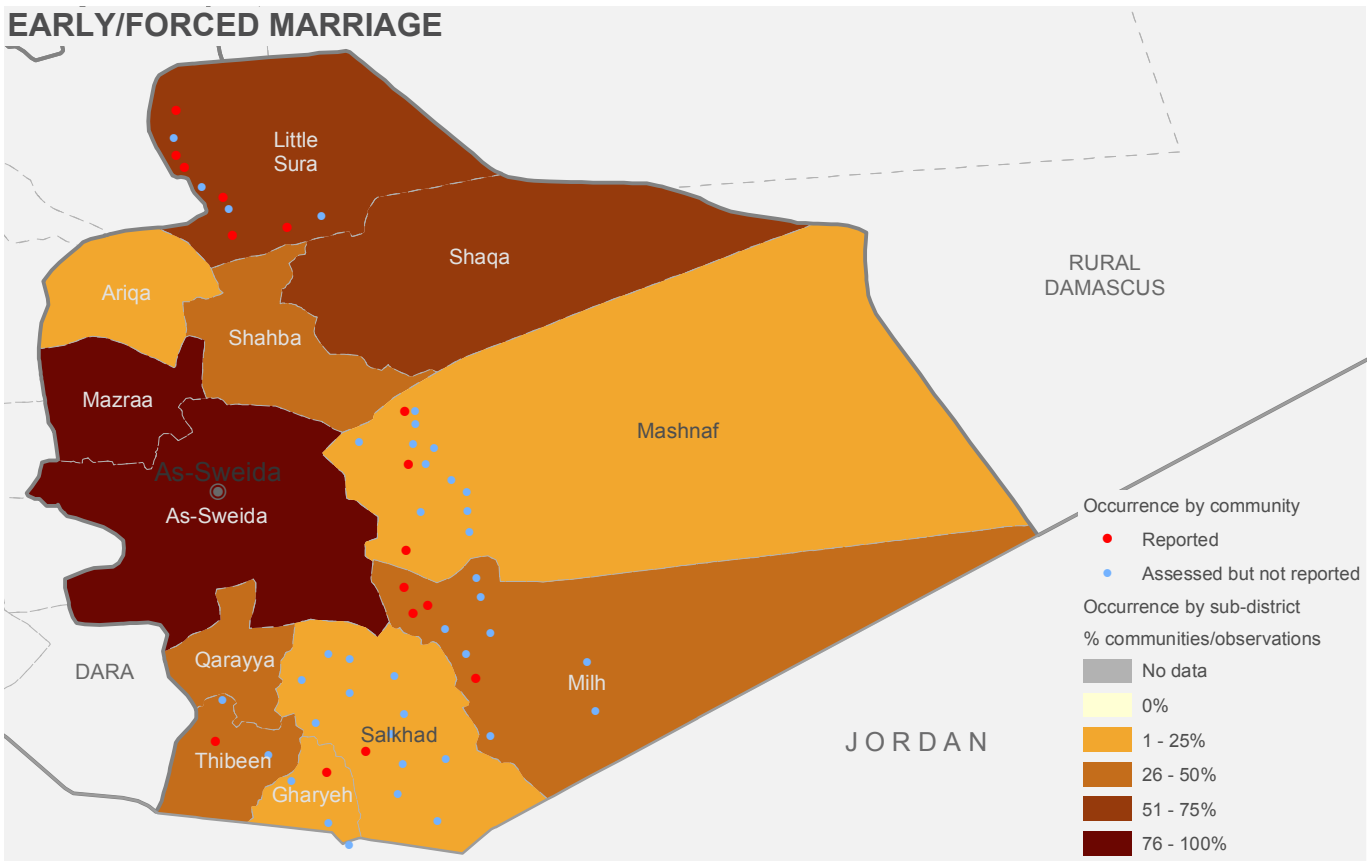 EARLY/FORCED MARRIAGE
Little
Sura
Shaqa
RURAL
DAMASCUS
Ariqa
Shahba
Mazraa
Mashnaf
As-Sweida
As-Sweida
Occurrence by community
Reported
Assessed but not reported
Occurrence by sub-district
% communities/observations
No data
0%
1 - 25%
26 - 50%
51 - 75%
76 - 100%
DARA
Qarayya
Milh
Salkhad
JORDAN
Thibeen
Gharyeh